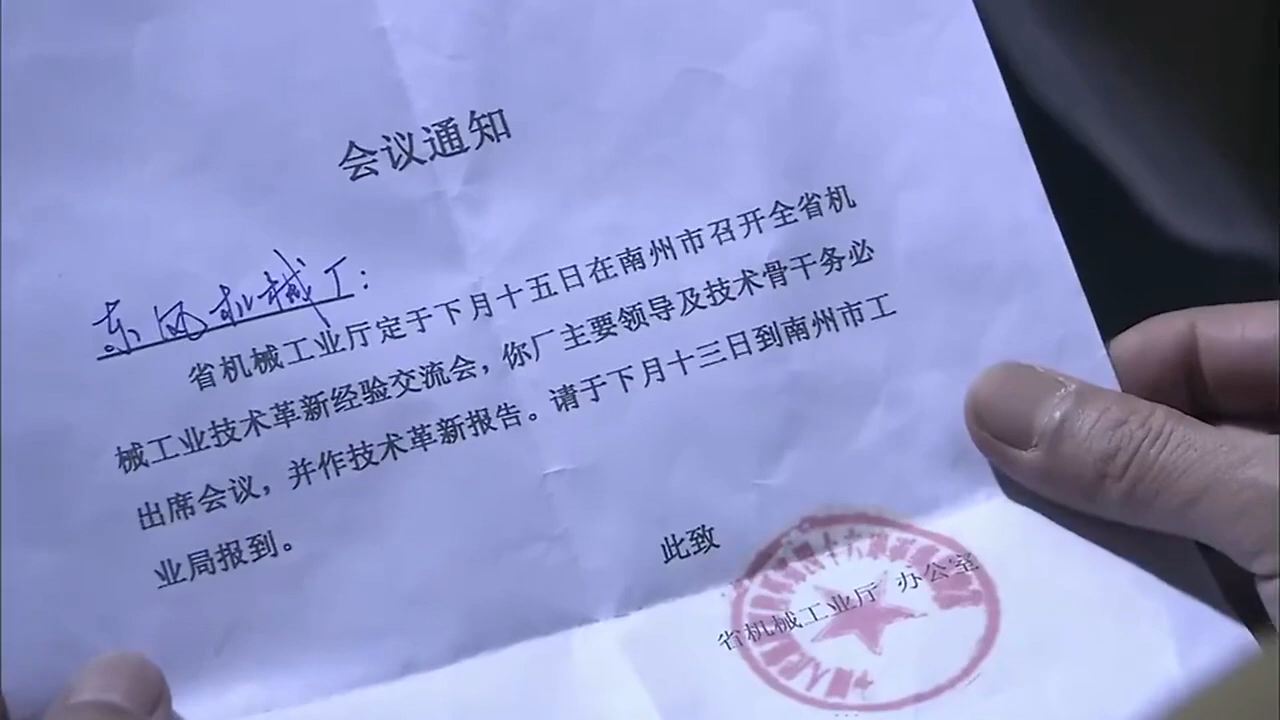 会议通知
东河机械厂：
省机械工业厅定于下月十五日在南州市召开全省机
械工业技术革新经验交流会，你厂主要领导及技术骨干务必
出席会议，并作技术革新报告。请于下月十三日到南州市工
业局报到。
此致
省机械工业厅 办公室